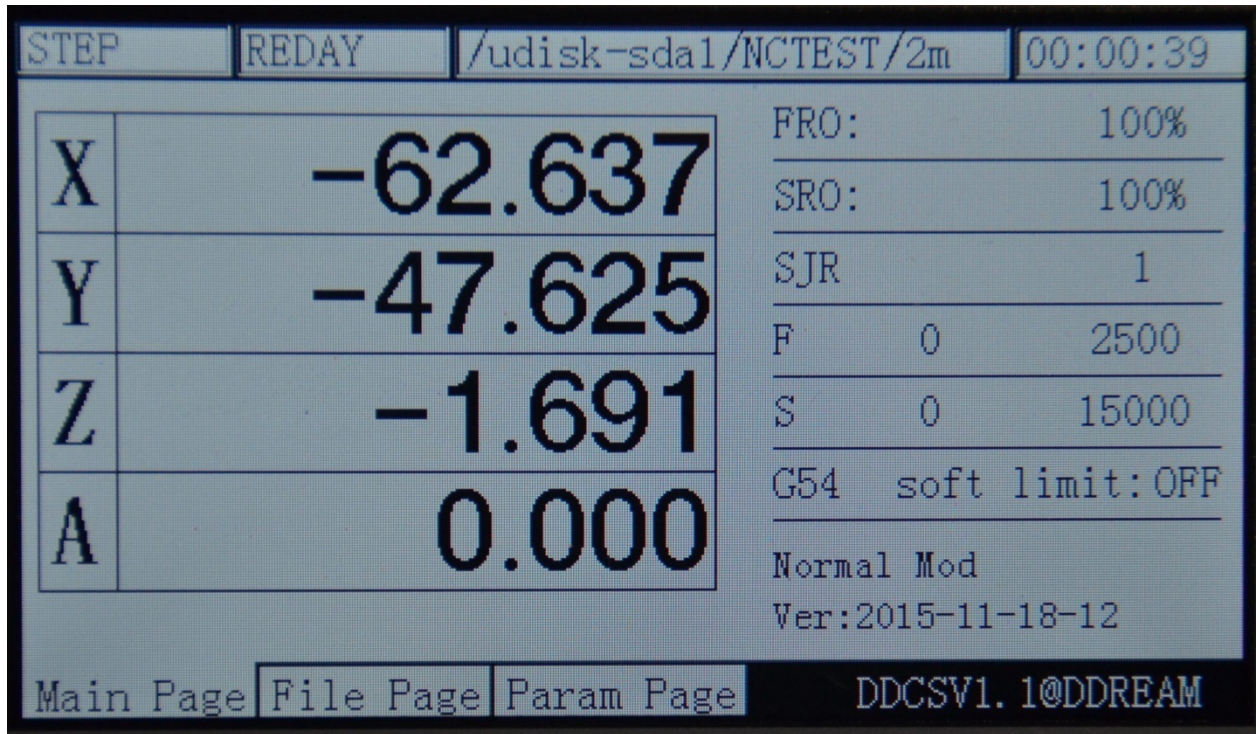 STEP REDAY /udisk-sda1/NCTEST/2m 00:00:39
X -62.637
Y -47.625
Z -1.691
A 0.000
FRO: 100%
SRO: 100%
SJR 1
F 0 2500
S 0 15000
G54 soft limit:OFF
Normal Mod
Ver:2015-11-18-12
Main Page File Page Param Page DDCSV1.1@DDREAM